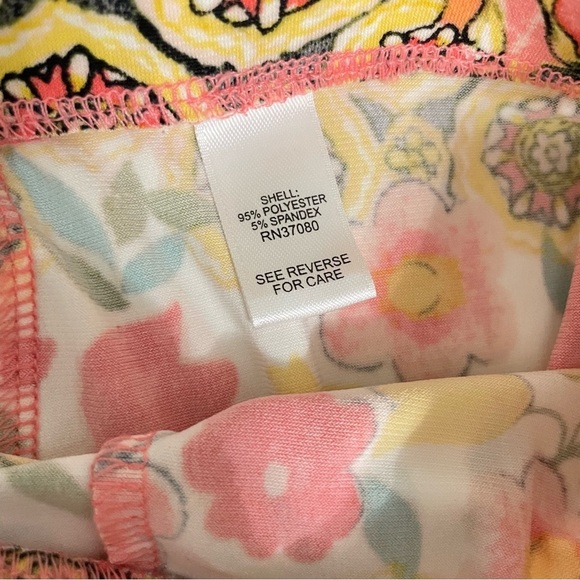 SHELL:
95% POLYESTER
5% SPANDEX
RN37080
SEE REVERSE
FOR CARE